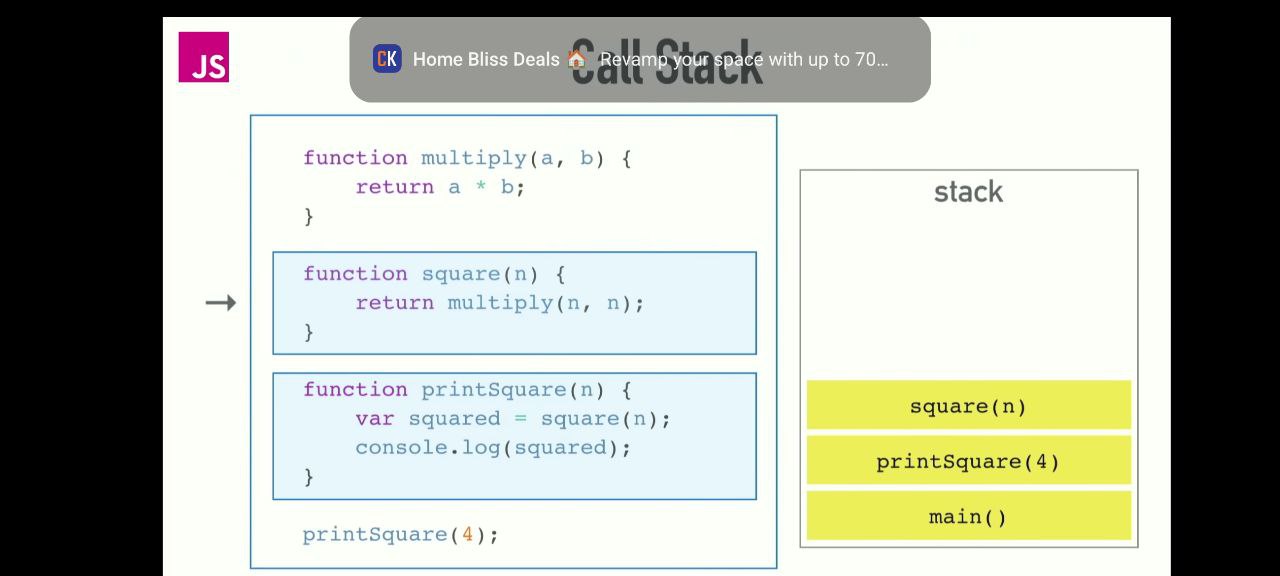 JS
CK Home Bliss Deals 🏠 Revamp your space with up to 70…
Call Stack
function multiply(a, b) {
    return a * b;
}
function square(n) {
    return multiply(n, n);
}
function printSquare(n) {
    var squared = square(n);
    console.log(squared);
}
printSquare(4);
stack
square(n)
printSquare(4)
main()